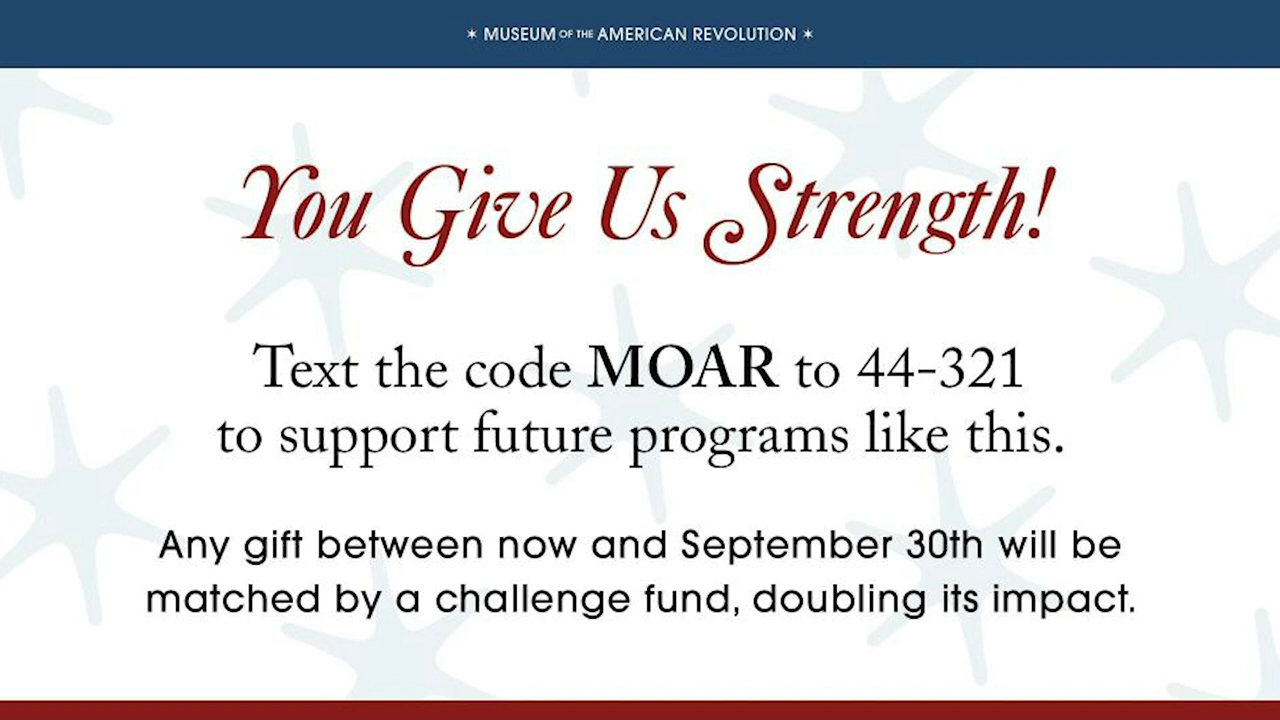 ✶ MUSEUM OF THE AMERICAN REVOLUTION ✶
You Give Us Strength!
Text the code MOAR to 44-321
to support future programs like this.
Any gift between now and September 30th will be
matched by a challenge fund, doubling its impact.